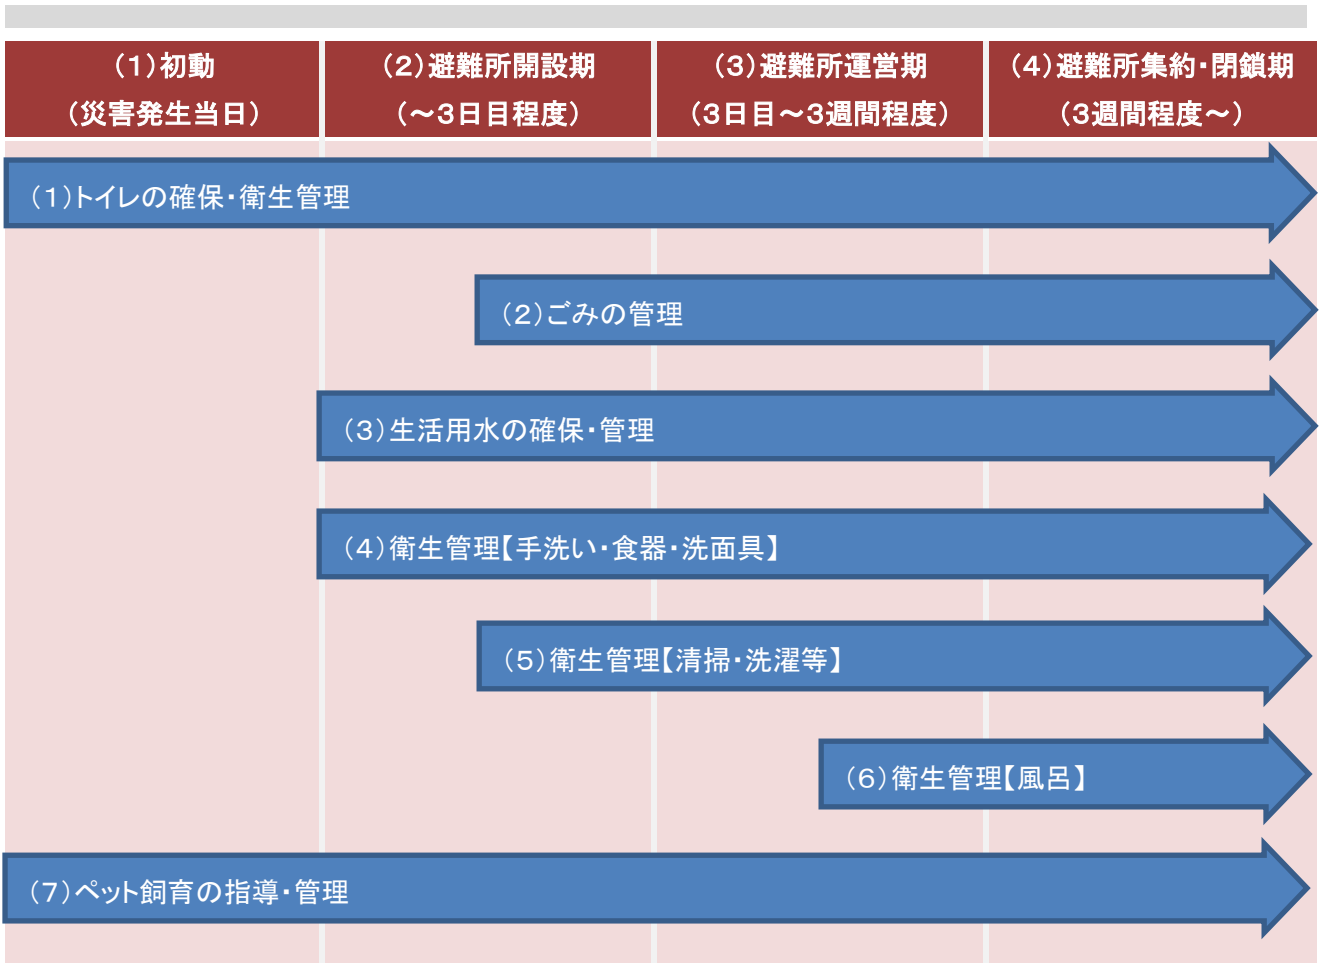 （１）初動
（災害発生当日）
（２）避難所開設期
（～３日目程度）
（３）避難所運営期
（３日目～３週間程度）
（４）避難所集約・閉鎖期
（３週間程度～）
（１）トイレの確保・衛生管理
（２）ごみの管理
（３）生活用水の確保・管理
（４）衛生管理【手洗い・食器・洗面具】
（５）衛生管理【清掃・洗濯等】
（６）衛生管理【風呂】
（７）ペット飼育の指導・管理